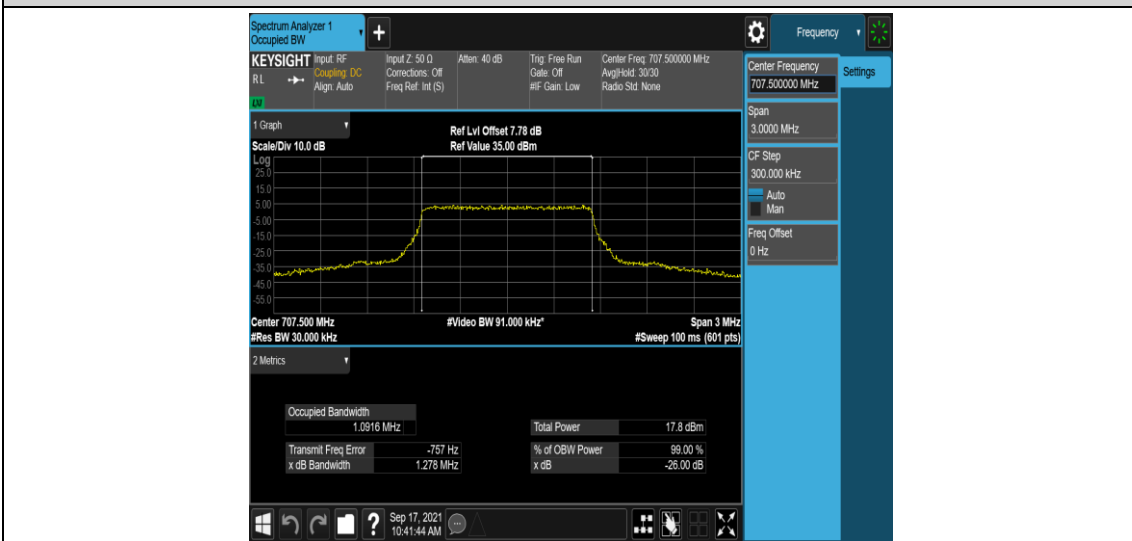 Spectrum Analyzer 1
Occupied BW
+
Frequency
KEYSIGHT
R L
LM
Input: RF
Coupling: DC
Align: Auto
Input Z: 50 Ω
Corrections: Off
Freq Ref: Int (S)
Atten: 40 dB
Trig: Free Run
Gate: Off
#IF Gain: Low
Center Freq: 707.500000 MHz
Avg|Hold: 30/30
Radio Std: None
Center Frequency
707.500000 MHz
Settings
Span
3.0000 MHz
CF Step
300.000 kHz
Auto
Man
Freq Offset
0 Hz
1 Graph
Scale/Div 10.0 dB
Ref Lvl Offset 7.78 dB
Ref Value 35.00 dBm
Log
25.0
15.0
5.00
-5.00
-15.0
-25.0
-35.0
-45.0
-55.0
Center 707.500 MHz
#Video BW 91.000 kHz*
Span 3 MHz
#Res BW 30.000 kHz
#Sweep 100 ms (601 pts)
2 Metrics
Occupied Bandwidth
1.0916 MHz
Total Power 17.8 dBm
Transmit Freq Error -757 Hz
% of OBW Power 99.00 %
x dB Bandwidth 1.278 MHz
x dB -26.00 dB
?
Sep 17, 2021
10:41:44 AM